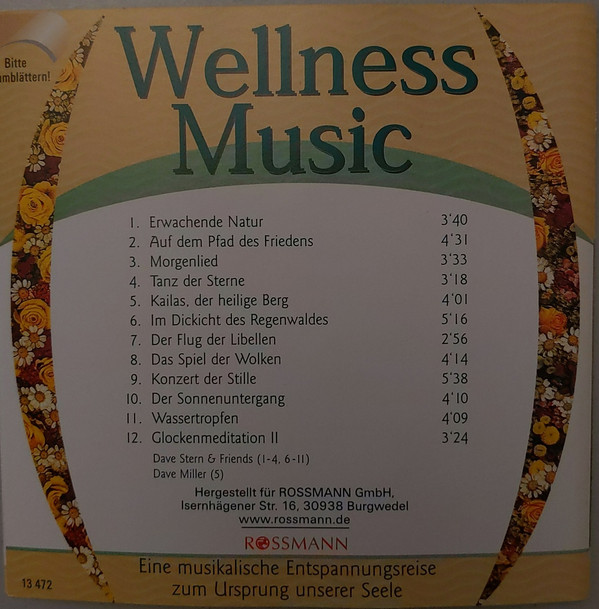 Bitte
umblättern!
Wellness
Music
1. Erwachende Natur 3'40
2. Auf dem Pfad des Friedens 4'31
3. Morgenlied 3'33
4. Tanz der Sterne 3'18
5. Kailas, der heilige Berg 4'01
6. Im Dickicht des Regenwaldes 5'16
7. Der Flug der Libellen 2'56
8. Das Spiel der Wolken 4'14
9. Konzert der Stille 5'38
10. Der Sonnenuntergang 4'10
11. Wassertropfen 4'09
12. Glockenmeditation II 3'24
Dave Stern & Friends (1-4, 6-11)
Dave Miller (5)
Hergestellt für ROSSMANN GmbH,
Isernhägener Str. 16, 30938 Burgwedel
www.rossmann.de
ROSSMANN
Eine musikalische Entspannungsreise
zum Ursprung unserer Seele
13 472